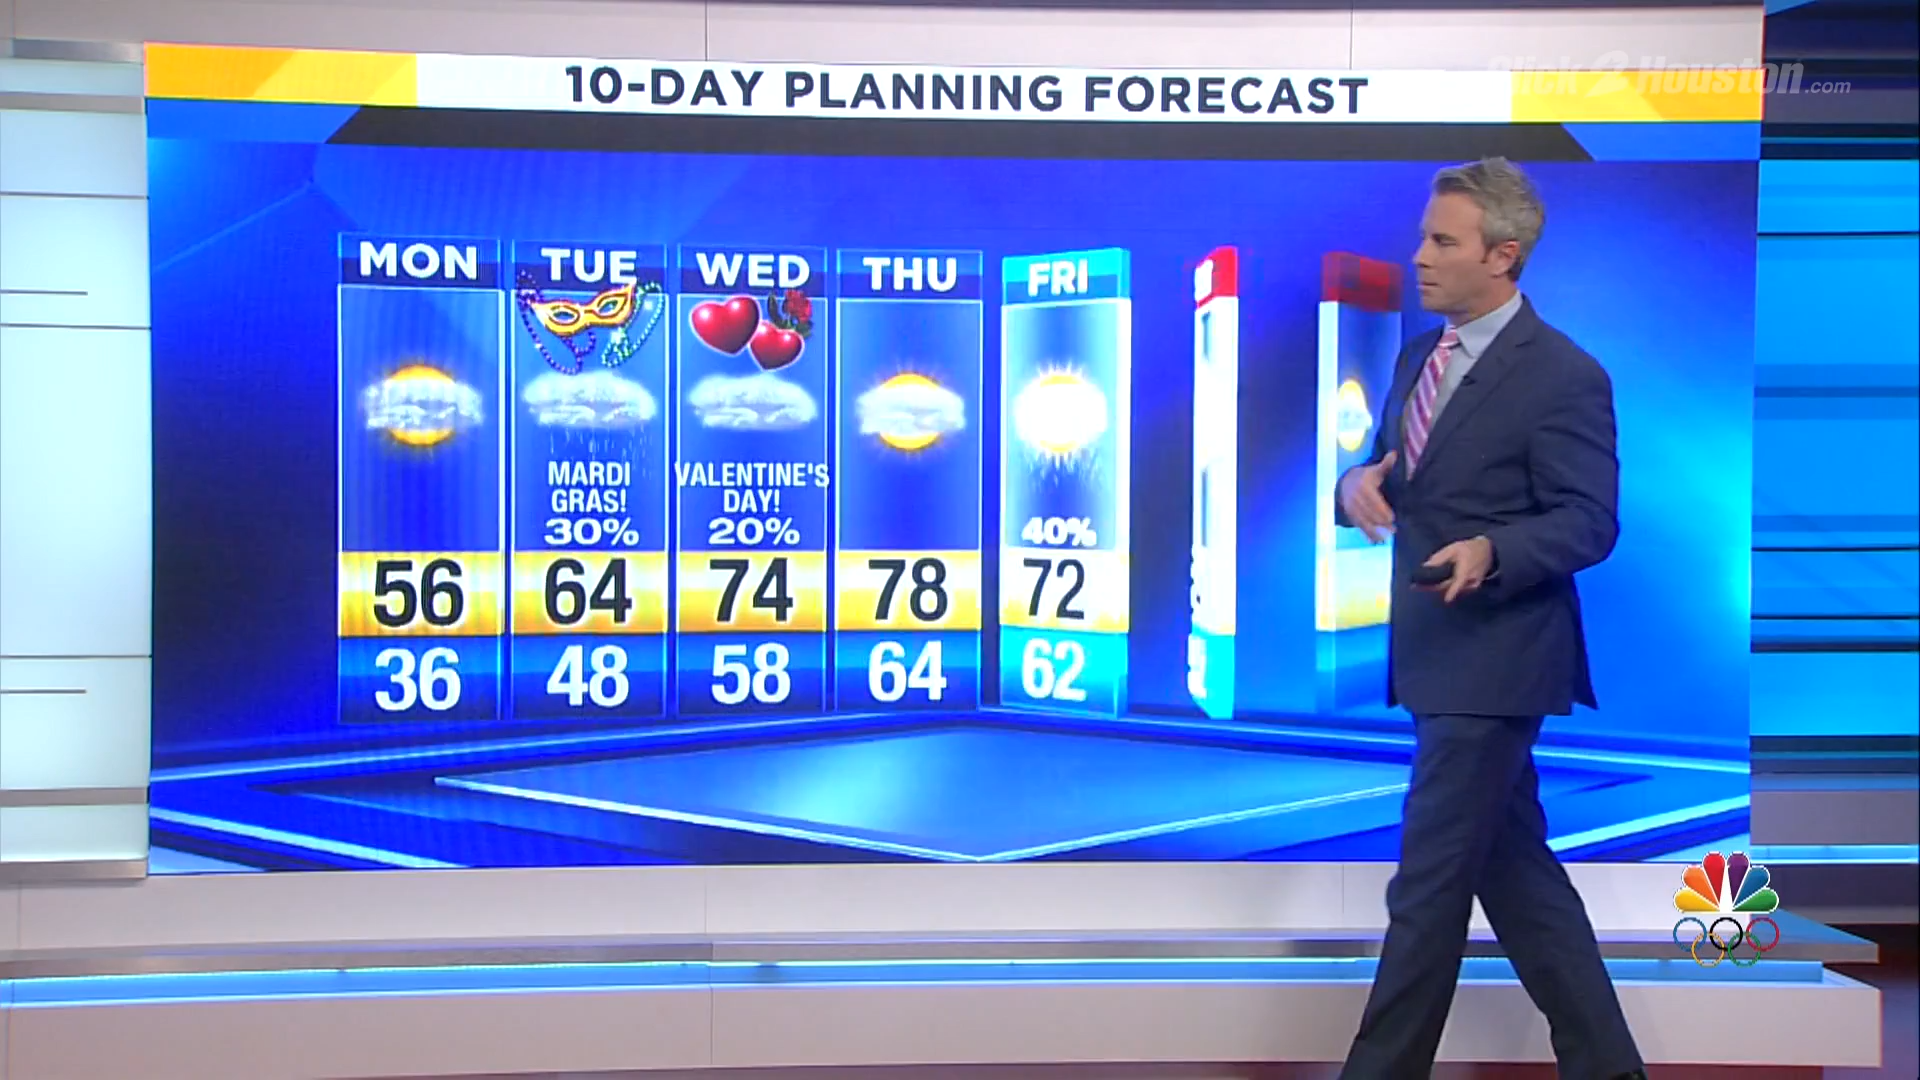 10-DAY PLANNING FORECAST
Click2Houston.com
MON
TUE
WED
THU
FRI
MARDI
GRAS!
30%
VALENTINE'S
DAY!
20%
40%
56
64
74
78
72
36
48
58
64
62